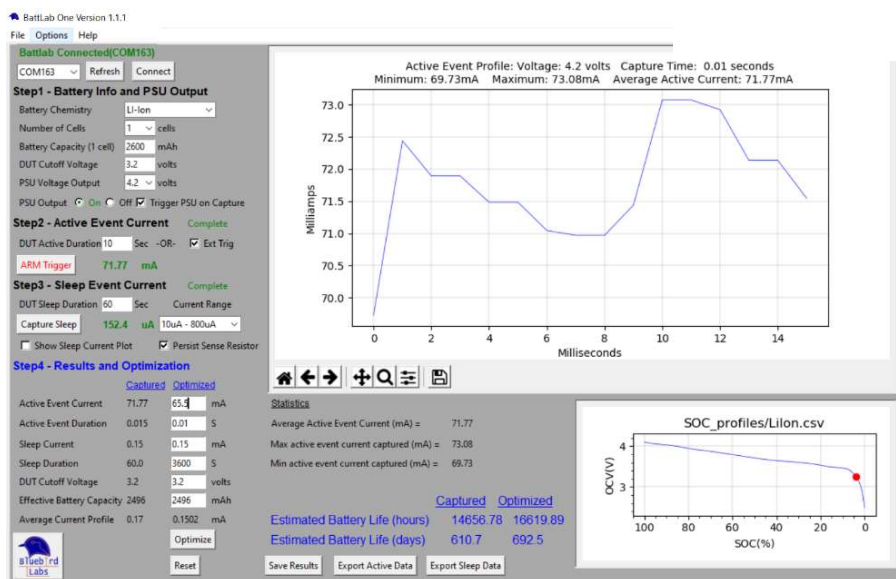 BattLab One Version 1.1.1
File Options Help
Battlab Connected(COM163)
COM163 Refresh Connect
Step1 - Battery Info and PSU Output
Battery Chemistry LI-Ion
Number of Cells 1 cells
Battery Capacity (1 cell) 2600 mAh
DUT Cutoff Voltage 3.2 volts
PSU Voltage Output 4.2 volts
PSU Output On Off Trigger PSU on Capture
Step2 - Active Event Current Complete
DUT Active Duration 10 Sec -OR- Ext Trig
ARM Trigger 71.77 mA
Step3 - Sleep Event Current Complete
DUT Sleep Duration 60 Sec Current Range
Capture Sleep 152.4 uA 10uA - 800uA
Show Sleep Current Plot Persist Sense Resistor
Step4 - Results and Optimization
Captured Optimized
Active Event Current 71.77 65.5 mA
Active Event Duration 0.015 0.01 S
Sleep Current 0.15 0.15 mA
Sleep Duration 60.0 3600 S
DUT Cutoff Voltage 3.2 3.2 volts
Effective Battery Capacity 2496 2496 mAh
Average Current Profile 0.17 0.1502 mA
Optimize
Reset
Bluebird
Labs
Active Event Profile: Voltage: 4.2 volts Capture Time: 0.01 seconds
Minimum: 69.73mA Maximum: 73.08mA Average Active Current: 71.77mA
Milliamps
73.0
72.5
72.0
71.5
71.0
70.5
70.0
0 2 4 6 8 10 12 14
Milliseconds
Statistics
Average Active Event Current (mA) = 71.77
Max active event current captured (mA) = 73.08
Min active event current captured (mA) = 69.73
Captured Optimized
Estimated Battery Life (hours) 14656.78 16619.89
Estimated Battery Life (days) 610.7 692.5
Save Results Export Active Data Export Sleep Data
SOC_profiles/LiIon.csv
OCV(V)
4
3
100 80 60 40 20 0
SOC(%)